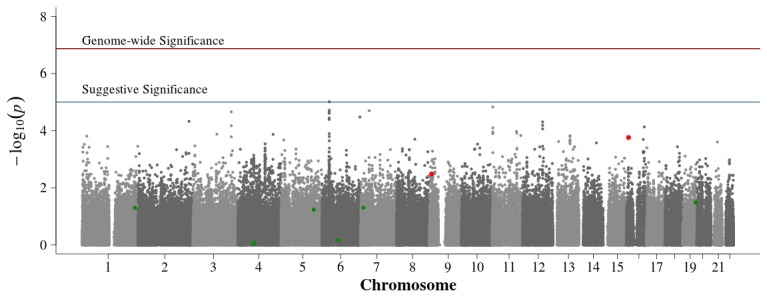 8
Genome-wide Significance
6
Suggestive Significance
4
2
0
−log10(p)
1 2 3 4 5 6 7 8 9 10 11 12 13 14 15 17 19 21
Chromosome